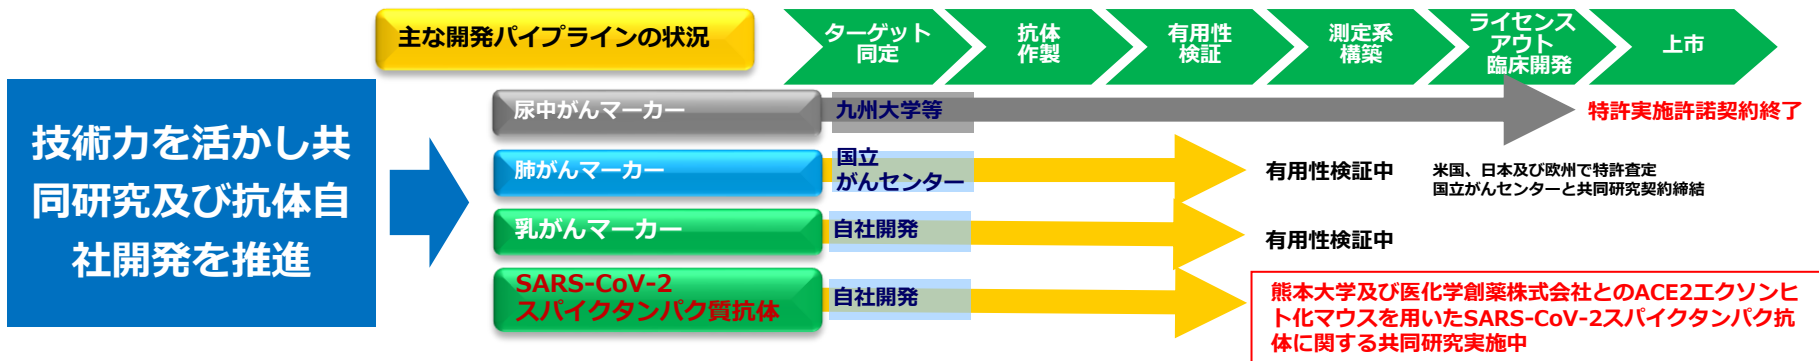 主な開発パイプラインの状況
ターゲット
同定
抗体
作製
有用性
検証
測定系
構築
ライセンス
アウト
臨床開発
上市
技術力を活かし共
同研究及び抗体自
社開発を推進
尿中がんマーカー
九州大学等
特許実施許諾契約終了
肺がんマーカー
国立
がんセンター
有用性検証中
米国、日本及び欧州で特許査定
国立がんセンターと共同研究契約締結
乳がんマーカー
自社開発
有用性検証中
SARS-CoV-2
スパイクタンパク質抗体
自社開発
熊本大学及び医化学創薬株式会社とのACE2エクソンヒ
ト化マウスを用いたSARS-CoV-2スパイクタンパク抗
体に関する共同研究実施中